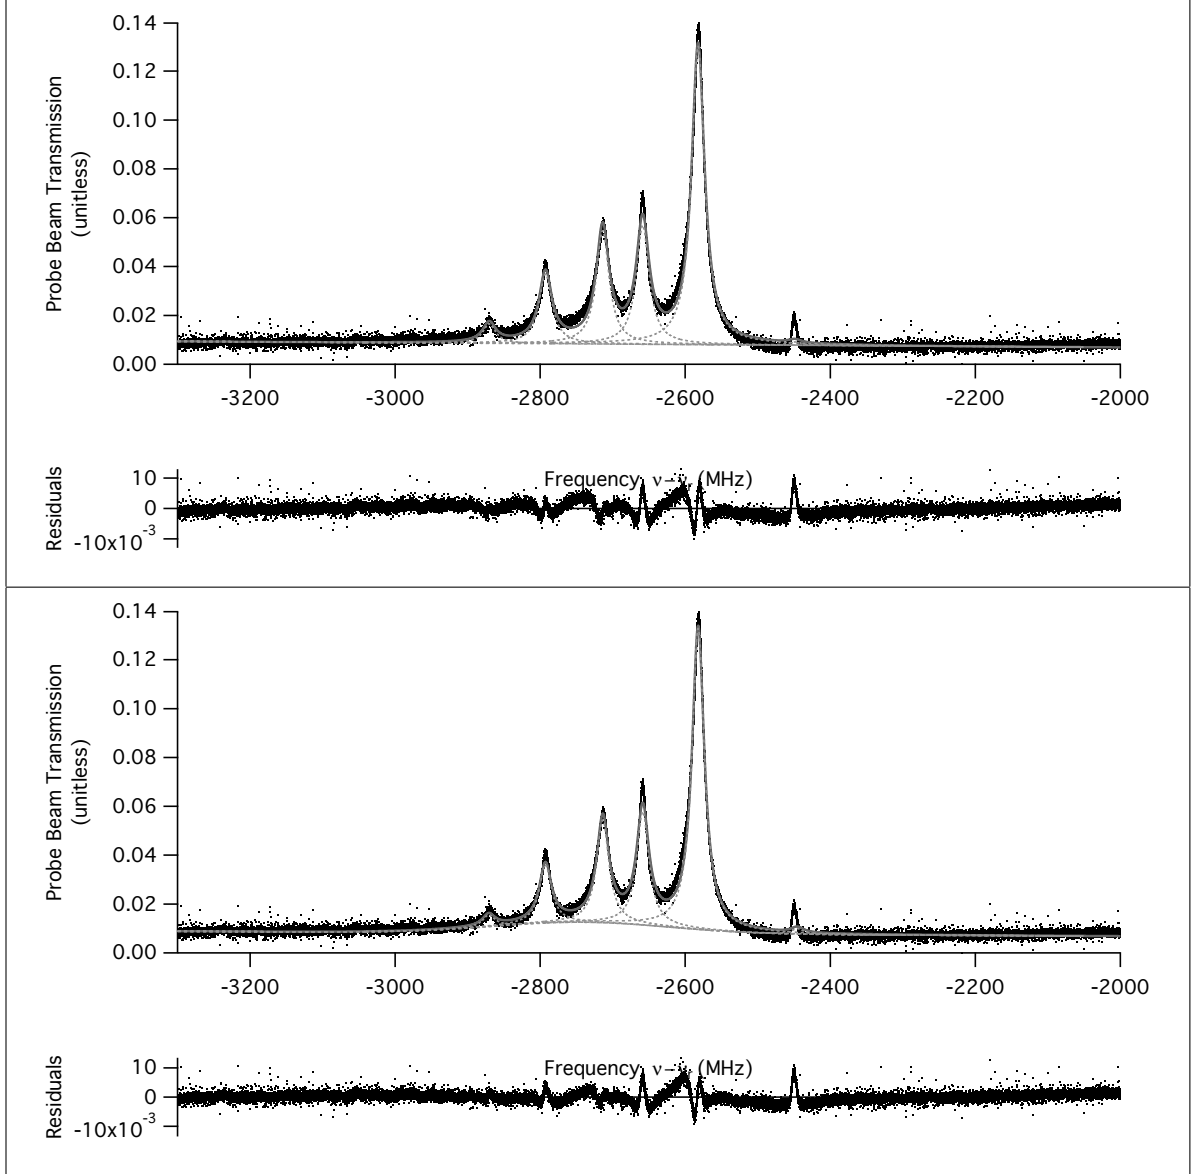 0.14
0.12
0.10
0.08
0.06
0.04
0.02
0.00
Probe Beam Transmission
(unitless)
-3200 -3000 -2800 -2600 -2400 -2200 -2000
Frequency, ν– (MHz)
10
0
-10x10-3
Residuals
0.14
0.12
0.10
0.08
0.06
0.04
0.02
0.00
Probe Beam Transmission
(unitless)
-3200 -3000 -2800 -2600 -2400 -2200 -2000
Frequency, ν– (MHz)
10
0
-10x10-3
Residuals